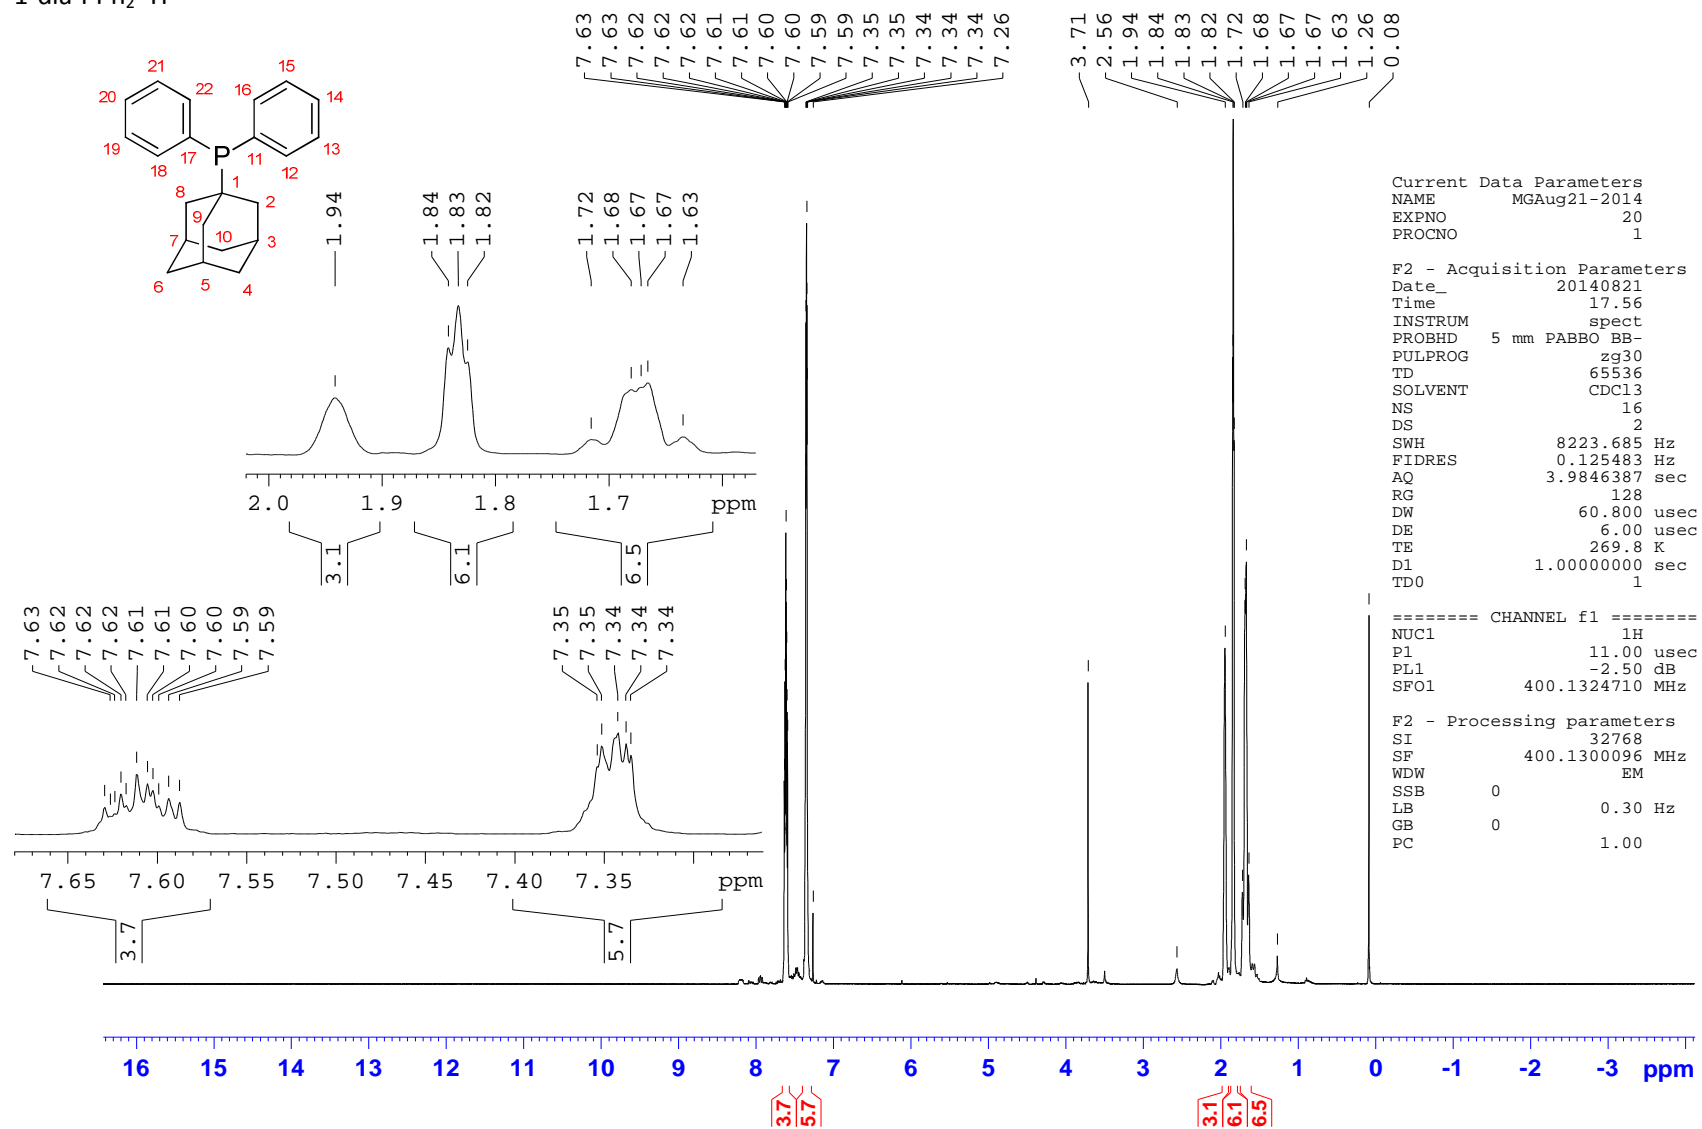 7.63 7.63 7.62 7.62 7.62 7.61 7.61 7.60 7.60 7.59 7.59 7.35 7.35 7.34 7.34 7.34 7.26
3.71 2.56 1.94 1.84 1.83 1.82 1.72 1.68 1.67 1.67 1.63 1.26 0.08
21 15
20 22 16 14
19 17 P 11 13
18 12
1
8 2
9
7 10 3
6 5 4
1.94 1.84 1.83 1.82 1.72 1.68 1.67 1.67 1.63
2.0 1.9 1.8 1.7 ppm
3.1 6.1 6.5
7.63 7.62 7.62 7.62 7.61 7.61 7.60 7.60 7.59 7.59
7.35 7.35 7.34 7.34 7.34
7.65 7.60 7.55 7.50 7.45 7.40 7.35 ppm
3.7 5.7
Current Data Parameters
NAME MGAug21-2014
EXPNO 20
PROCNO 1
F2 - Acquisition Parameters
Date_ 20140821
Time 17.56
INSTRUM spect
PROBHD 5 mm PABBO BB-
PULPROG zg30
TD 65536
SOLVENT CDCl3
NS 16
DS 2
SWH 8223.685 Hz
FIDRES 0.125483 Hz
AQ 3.9846387 sec
RG 128
DW 60.800 usec
DE 6.00 usec
TE 269.8 K
D1 1.00000000 sec
TD0 1
======== CHANNEL f1 ========
NUC1 1H
P1 11.00 usec
PL1 -2.50 dB
SFO1 400.1324710 MHz
F2 - Processing parameters
SI 32768
SF 400.1300096 MHz
WDW EM
SSB 0
LB 0.30 Hz
GB 0
PC 1.00
16 15 14 13 12 11 10 9 8 7 6 5 4 3 2 1 0 -1 -2 -3 ppm
3.7 5.7 3.1 6.1 6.5